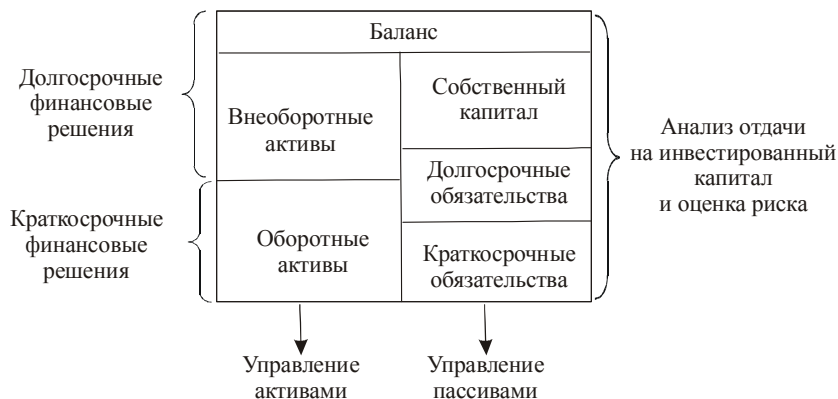 Баланс
Долгосрочные
финансовые
решения
Внеоборотные
активы
Собственный
капитал
Долгосрочные
обязательства
Анализ отдачи
на инвестированный
капитал
и оценка риска
Краткосрочные
финансовые
решения
Оборотные
активы
Краткосрочные
обязательства
Управление
активами
Управление
пассивами